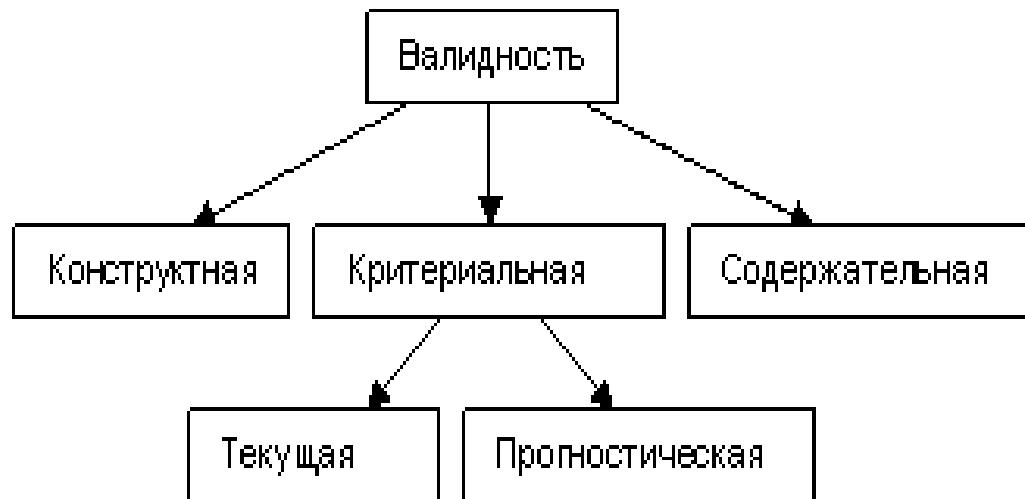 Валидность
Конструктная
Критериальная
Содержательная
Текущая
Прогностическая